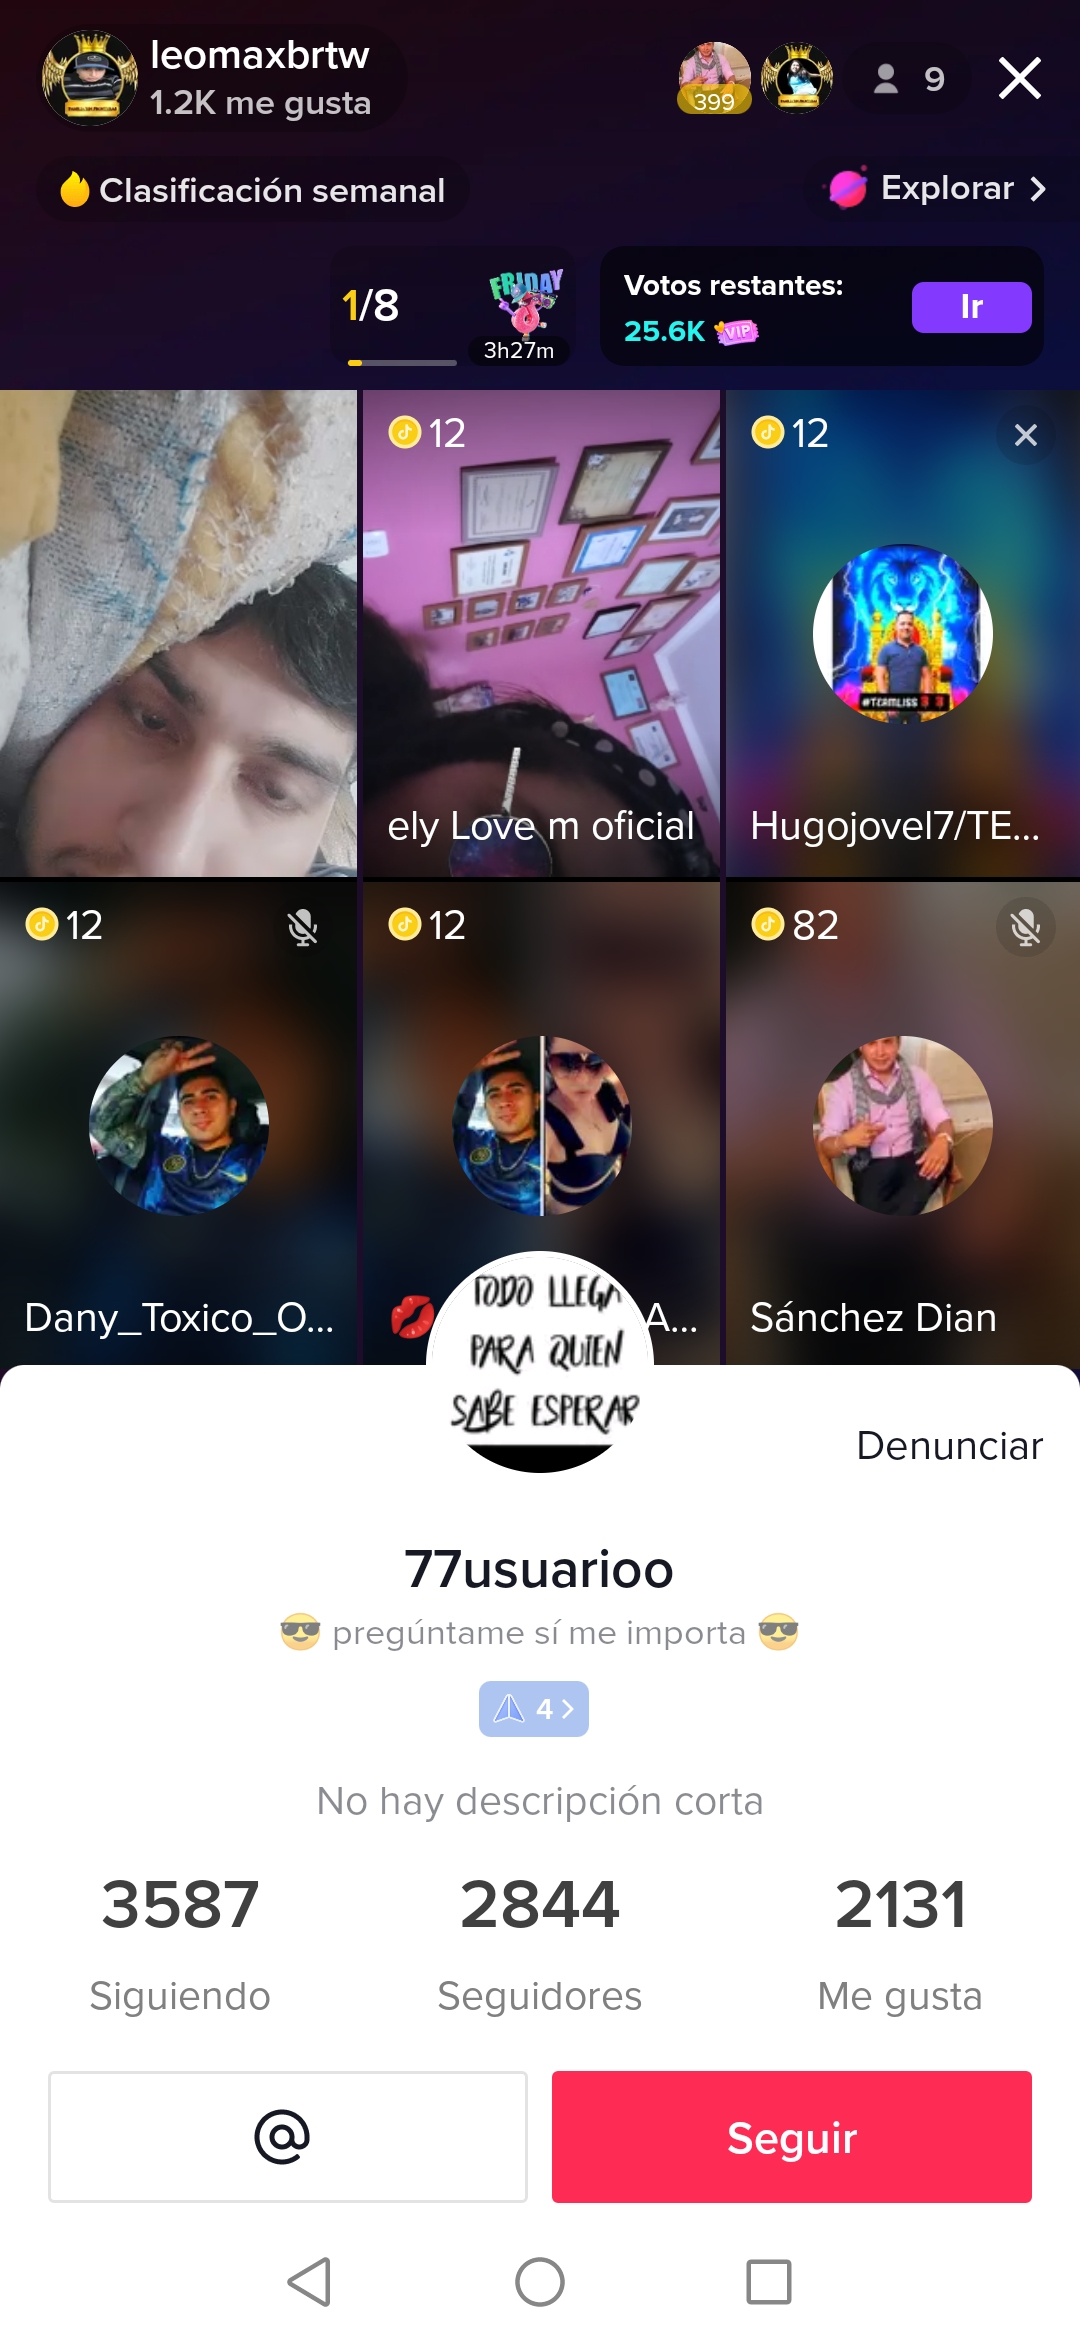 leomaxbrtw
1.2K me gusta
399
9
Clasificación semanal
Explorar
1/8
FRIDAY
3h27m
Votos restantes:
25.6K VIP
Ir
12
12
ely Love m oficial
#TEAMLISS
Hugojovel7/TE...
12
12
82
Dany_Toxico_O...
A...
Sánchez Dian
TODO LLEGA
PARA QUIEN
SABE ESPERAR
Denunciar
77usuarioo
😎 pregúntame sí me importa 😎
4
No hay descripción corta
3587
2844
2131
Siguiendo
Seguidores
Me gusta
@
Seguir